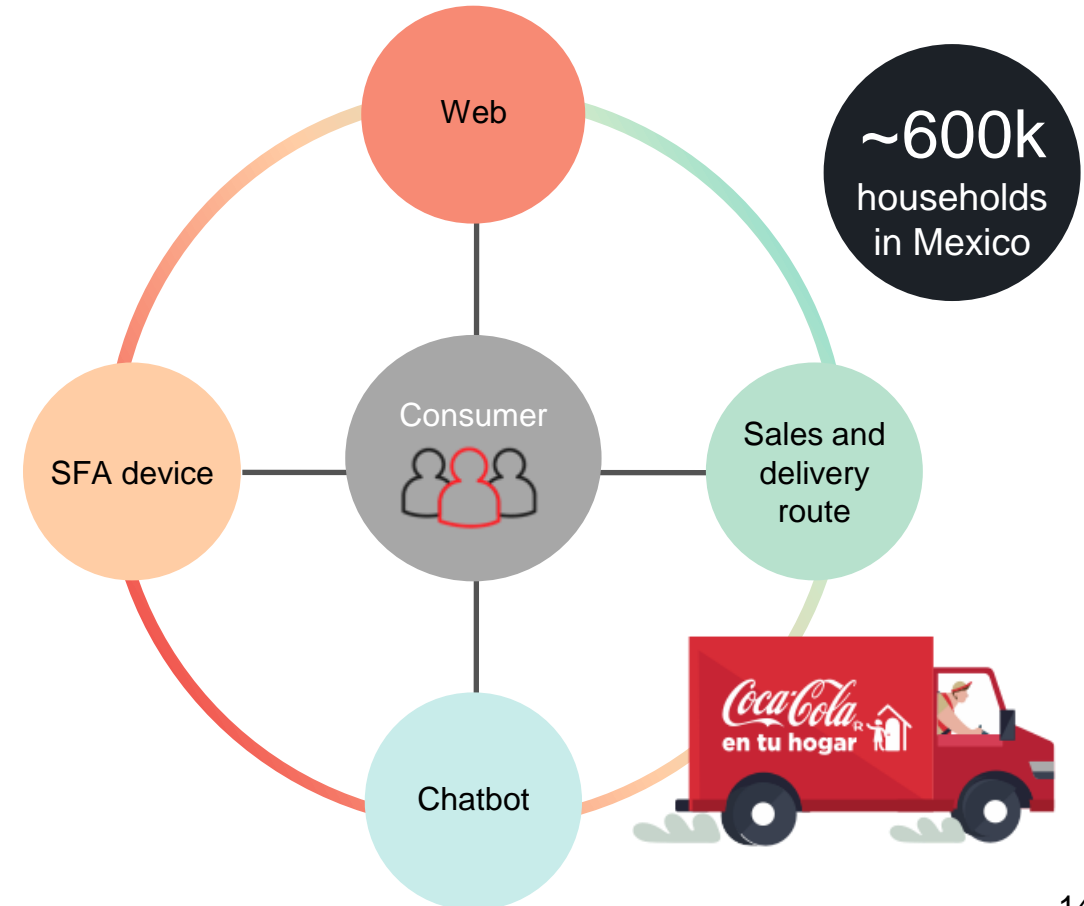 Web
~600k
households
in Mexico
Consumer
SFA device
Sales and
delivery
route
Coca-Cola
R
en tu hogar
Chatbot